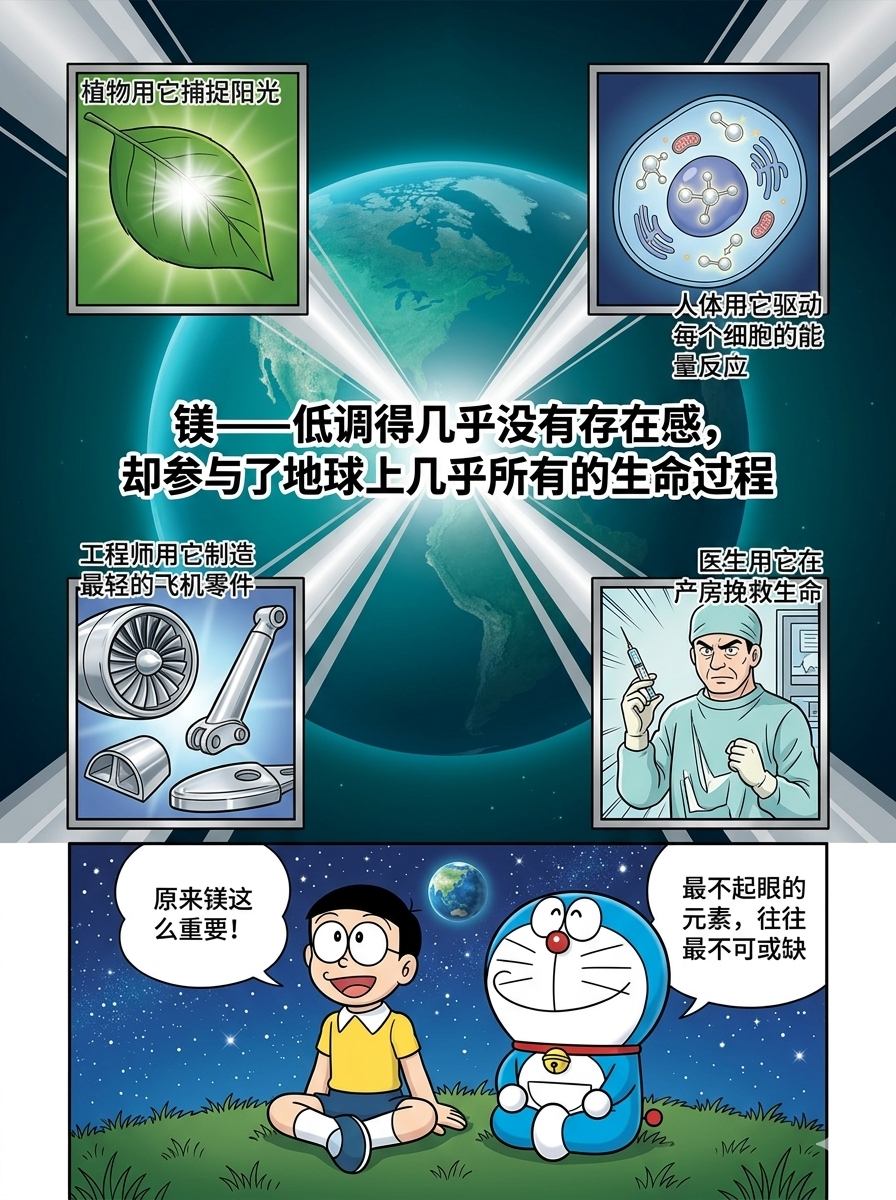 植物用它捕捉阳光
人体用它驱动
每个细胞的能
量反应
镁——低调得几乎没有存在感，
却参与了地球上几乎所有的生命过程
工程师用它制造
最轻的飞机零件
医生用它在
产房挽救生命
原来镁这
么重要！
最不起眼的
元素，往往
最不可或缺